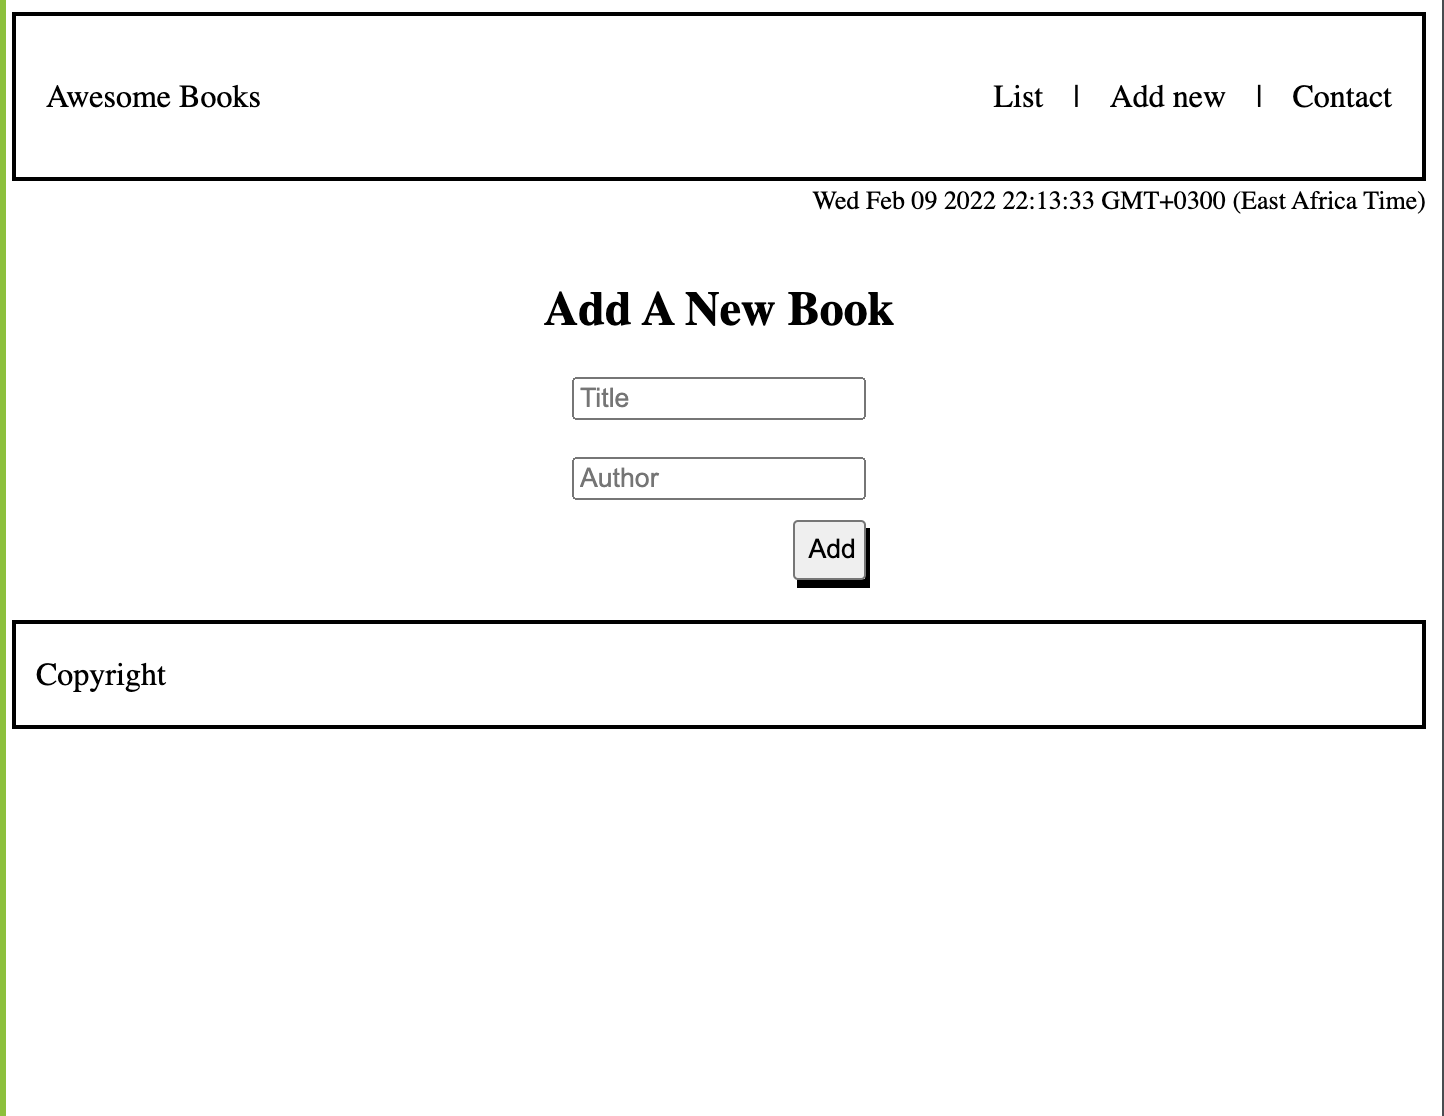 Awesome Books List | Add new | Contact
Wed Feb 09 2022 22:13:33 GMT+0300 (East Africa Time)
Add A New Book
Title
Author
Add
Copyright